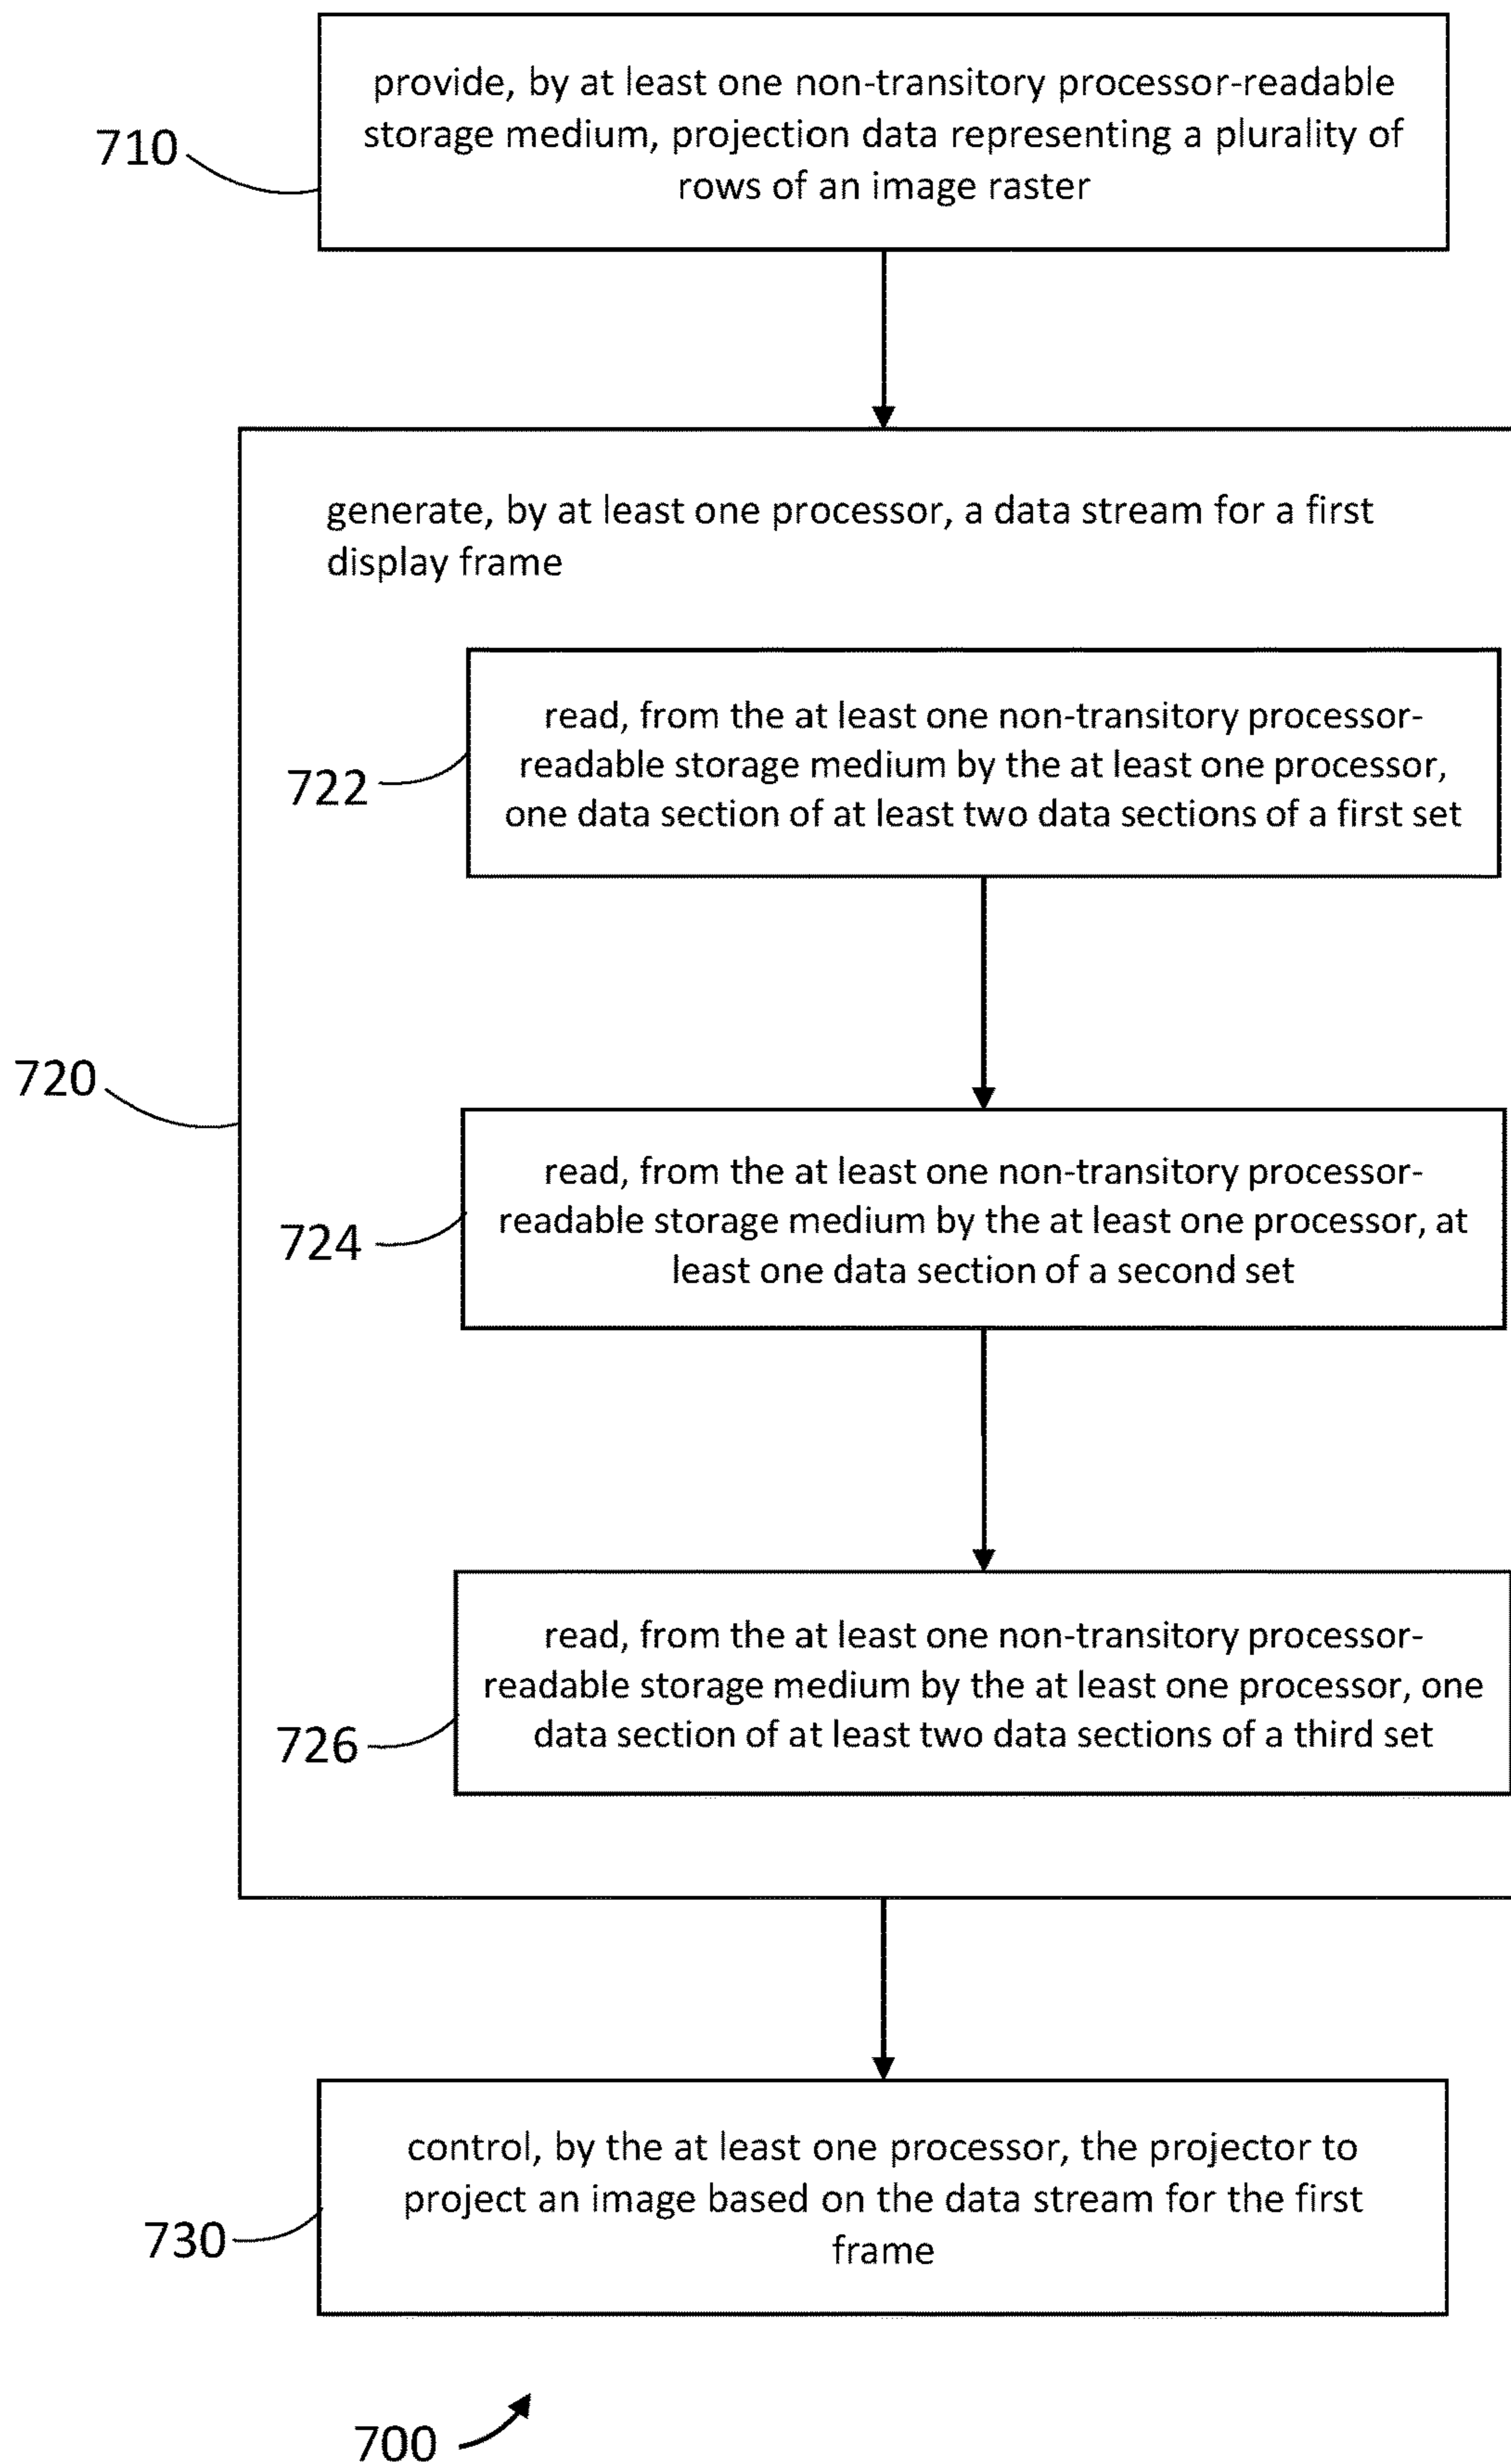 provide, by at least one non-transitory processor-readable
storage medium, projection data representing a plurality of
rows of an image raster
710
generate, by at least one processor, a data stream for a first
display frame
read, from the at least one non-transitory processor-
readable storage medium by the at least one processor,
one data section of at least two data sections of a first set
722
720
read, from the at least one non-transitory processor-
readable storage medium by the at least one processor, at
least one data section of a second set
724
read, from the at least one non-transitory processor-
readable storage medium by the at least one processor, one
data section of at least two data sections of a third set
726
control, by the at least one processor, the projector to
project an image based on the data stream for the first
frame
730
700